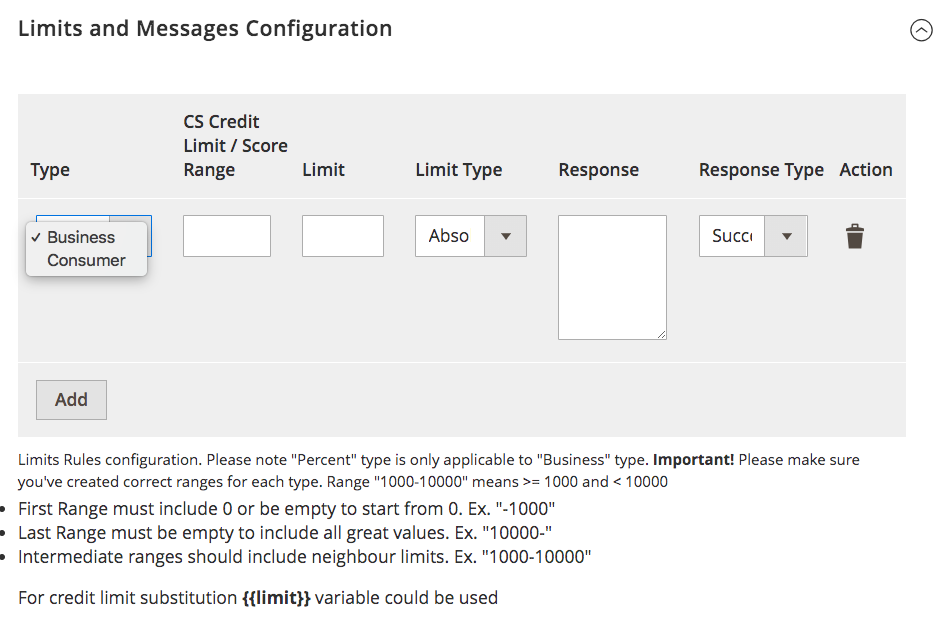 Limits and Messages Configuration
CS Credit
Limit / Score
Type Range Limit Limit Type Response Response Type Action
✓ Business
Consumer
Abso
Succ
Add
Limits Rules configuration. Please note "Percent" type is only applicable to "Business" type. Important! Please make sure
you've created correct ranges for each type. Range "1000-10000" means >= 1000 and < 10000
• First Range must include 0 or be empty to start from 0. Ex. "-1000"
• Last Range must be empty to include all great values. Ex. "10000-"
• Intermediate ranges should include neighbour limits. Ex. "1000-10000"
For credit limit substitution {{limit}} variable could be used